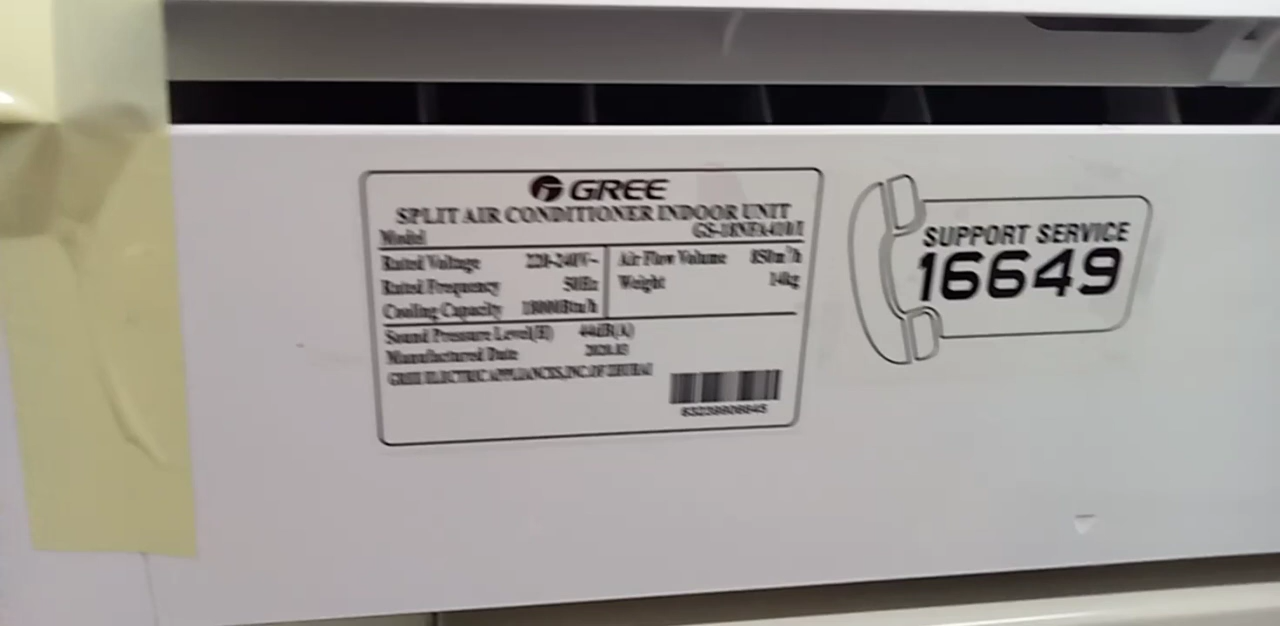 GREE
SPLIT AIR CONDITIONER INDOOR UNIT
Model
Rated Voltage 220-240V~
Rated Frequency 50Hz
Cooling Capacity 18000Btu/h
Air Flow Volume 850m³/h
Weight 14kg
Sound Pressure Level(H) 44dB(A)
Manufactured Date 2020.03
GREE ELECTRIC APPLIANCES,INC.OF ZHUHAI
SUPPORT SERVICE
16649